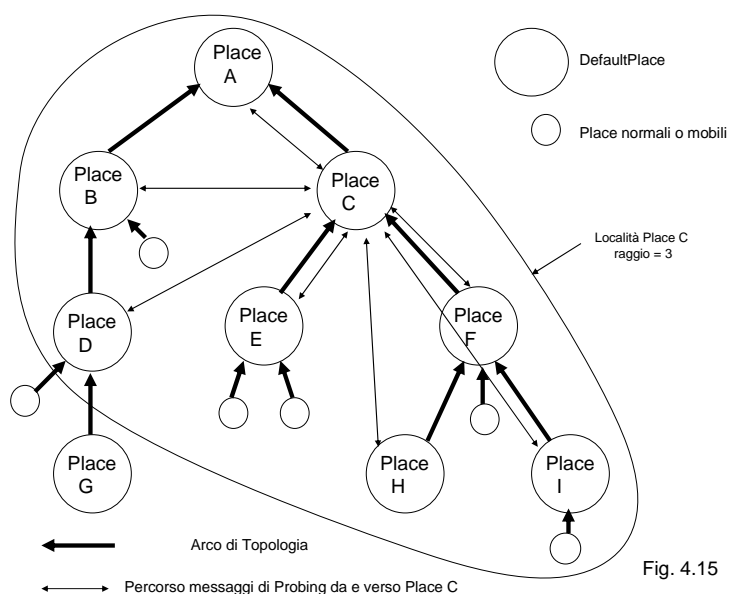 Place
A
DefaultPlace
Place normali o mobili
Place
B
Place
C
Località Place C
raggio = 3
Place
D
Place
E
Place
F
Place
G
Place
H
Place
I
Arco di Topologia
Percorso messaggi di Probing da e verso Place C
Fig. 4.15